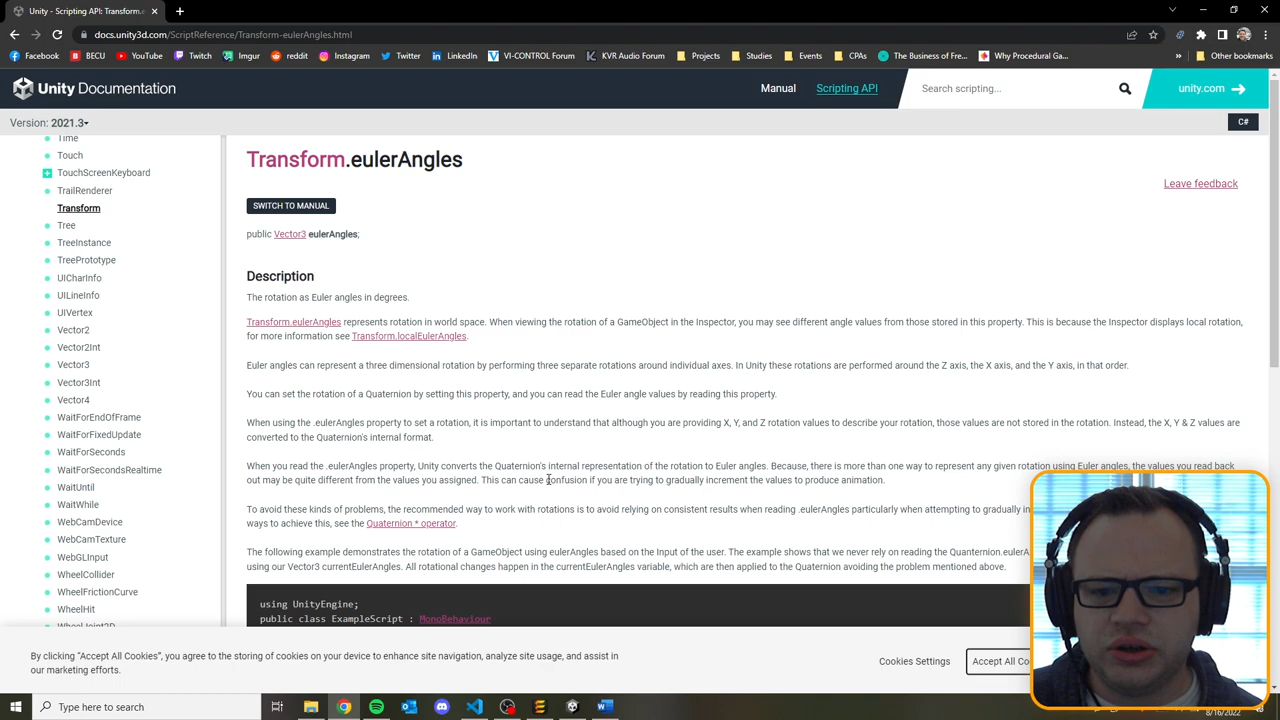 Unity - Scripting API: Transfor
docs.unity3d.com/ScriptReference/Transform-eulerAngles.html
Facebook BECU reddit Imgur reddit Instagram Twitter LinkedIn VI-CONTROL Forum KVR Audio Forum Projects Support Events CPAs Become an Affiliate... Why Procedural Ga... » Other bookmarks
Unity Documentation
Manual Scripting API Search scripting... unity.com
Version: 2021.3
C#
Time
Touch
TouchScreenKeyboard
TrailRenderer
Transform
Tree
TreeInstance
TreePrototype
UICharInfo
UILineInfo
UIVertex
Vector2
Vector2Int
Vector3
Vector3Int
Vector4
WaitForEndOfFrame
WaitForFixedUpdate
WaitForSeconds
WaitForSecondsRealtime
WaitUntil
WaitWhile
WebCamDevice
WebCamTexture
WebGLInput
WheelCollider
WheelFrictionCurve
WheelHit
WheelJoint2D
Transform.eulerAngles
Leave feedback
SWITCH TO MANUAL
public Vector3 eulerAngles;
Description
The rotation as Euler angles in degrees.
Transform.eulerAngles represents rotation in world space. When viewing the rotation of a GameObject in the Inspector, you may see different angle values from those stored in this property. This is because the Inspector displays local rotation,
for more information see Transform.localEulerAngles.
Euler angles can represent a three dimensional rotation by performing three separate rotations around individual axes. In Unity these rotations are performed around the Z axis, the X axis, and the Y axis, in that order.
You can set the rotation of a Quaternion by setting this property, and you can read the Euler angle values by reading this property.
When using the .eulerAngles property to set a rotation, it is important to understand that although you are providing X, Y, and Z rotation values to describe your rotation, those values are not stored in the rotation. Instead, the X, Y & Z values are
converted to the Quaternion's internal format.
When you read the .eulerAngles property, Unity converts the Quaternion's internal representation of the rotation to Euler angles. Because, there is more than one way to represent any given rotation using Euler angles, the values you read back
out may be quite different from the values you assigned. This can cause confusion if you are trying to gradually increment the values to produce animation.
To avoid these kinds of problems, the recommended way to work with rotations is to avoid relying on consistent results when reading .eulerAngles particularly when attempting to gradually in
ways to achieve this, see the Quaternion * operator.
The following example demonstrates the rotation of a GameObject using eulerAngles based on the Input of the user. The example shows that we never rely on reading the Quanternion.eulerA
using our Vector3 currentEulerAngles. All rotational changes happen in the currentEulerAngles variable, which are then applied to the Quaternion avoiding the problem mentioned above.
using UnityEngine;
public class ExampleScript : MonoBehaviour
By clicking “Accept All Cookies”, you agree to the storing of cookies on your device to enhance site navigation, analyze site usage, and assist in
our marketing efforts.
Cookies Settings Accept All Co
Type here to search
8/16/2022